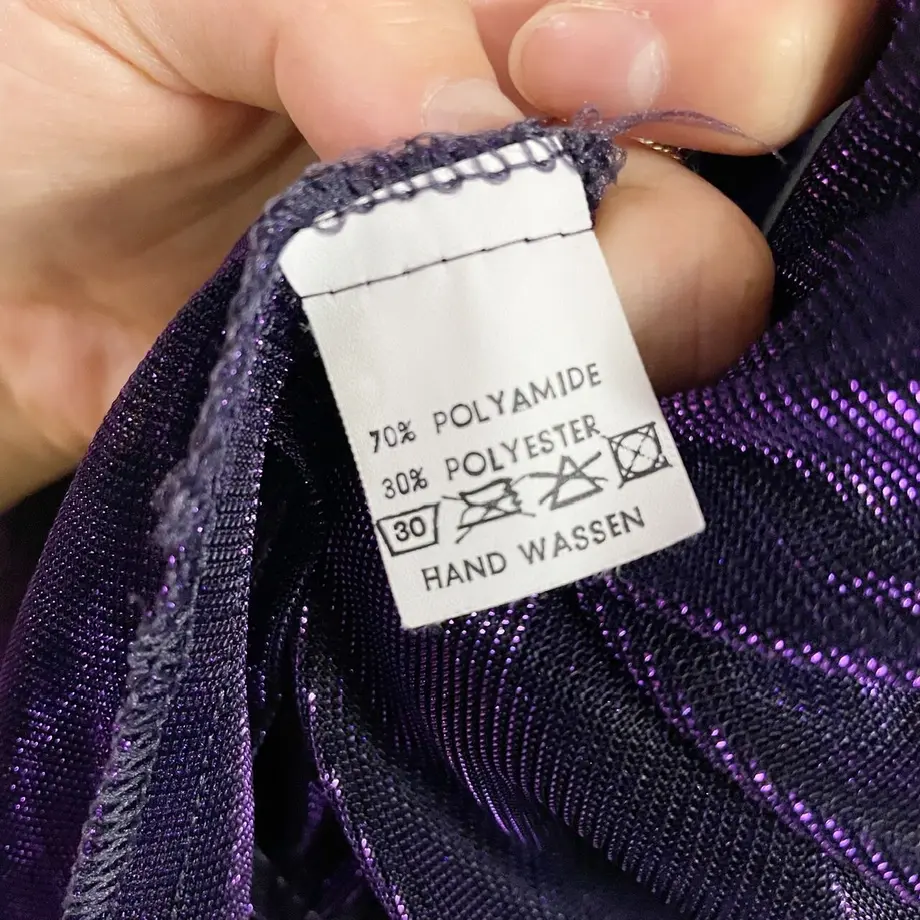 70% POLYAMIDE
30% POLYESTER
30
HAND WASSEN